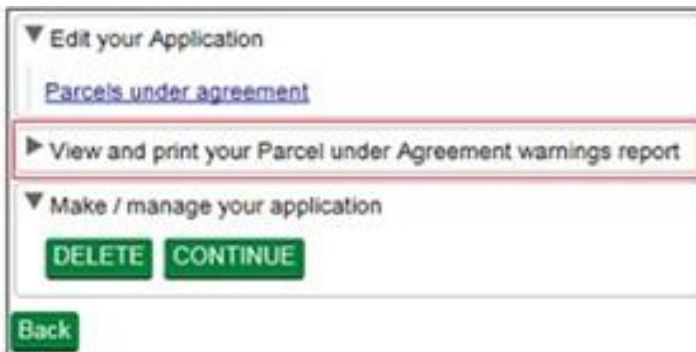 Edit your Application
Parcels under agreement
View and print your Parcel under Agreement warnings report
Make / manage your application
DELETE CONTINUE
Back